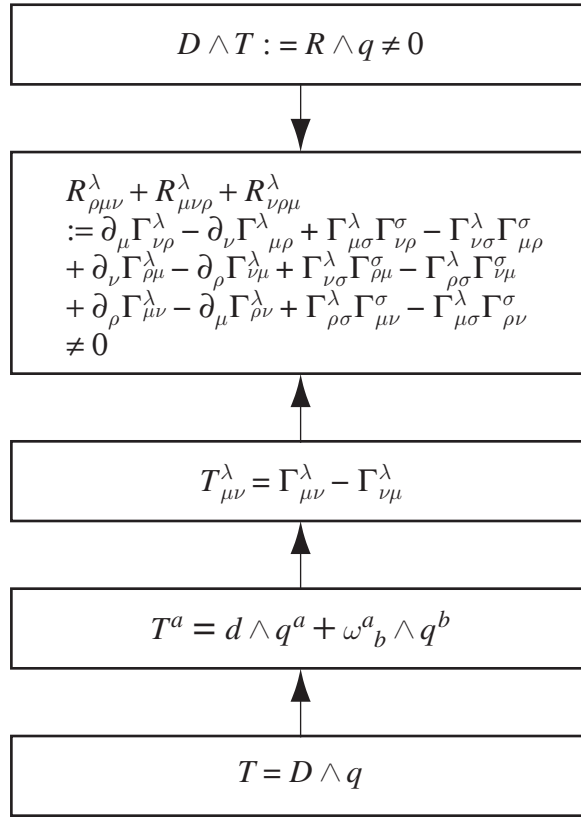 D ∧ T := R ∧ q ≠ 0
R^λ_{ρμν} + R^λ_{μνρ} + R^λ_{νρμ}
:= ∂_μ Γ^λ_{νρ} − ∂_ν Γ^λ_{μρ} + Γ^λ_{μσ} Γ^σ_{νρ} − Γ^λ_{νσ} Γ^σ_{μρ}
+ ∂_ν Γ^λ_{ρμ} − ∂_ρ Γ^λ_{νμ} + Γ^λ_{νσ} Γ^σ_{ρμ} − Γ^λ_{ρσ} Γ^σ_{νμ}
+ ∂_ρ Γ^λ_{μν} − ∂_μ Γ^λ_{ρν} + Γ^λ_{ρσ} Γ^σ_{μν} − Γ^λ_{μσ} Γ^σ_{ρν}
≠ 0
T^λ_{μν} = Γ^λ_{μν} − Γ^λ_{νμ}
T^a = d ∧ q^a + ω^a_b ∧ q^b
T = D ∧ q